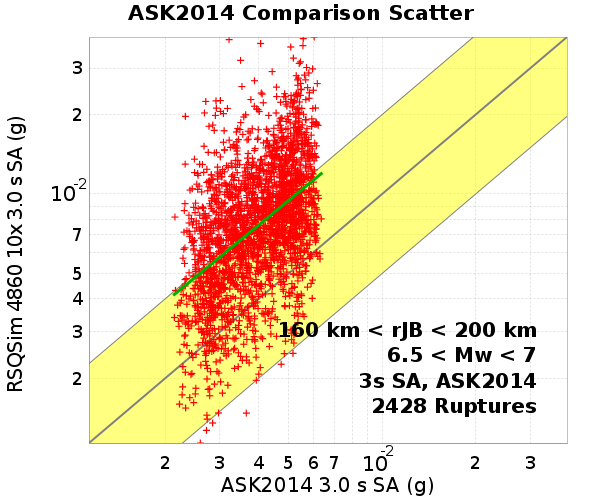 ASK2014 Comparison Scatter
RSQSim 4860 10x 3.0 s SA (g)
3
2
10-2
7
5
4
3
2
160 km < rJB < 200 km
6.5 < Mw < 7
3s SA, ASK2014
2428 Ruptures
2 3 4 5 6 7 10-2 2 3
ASK2014 3.0 s SA (g)